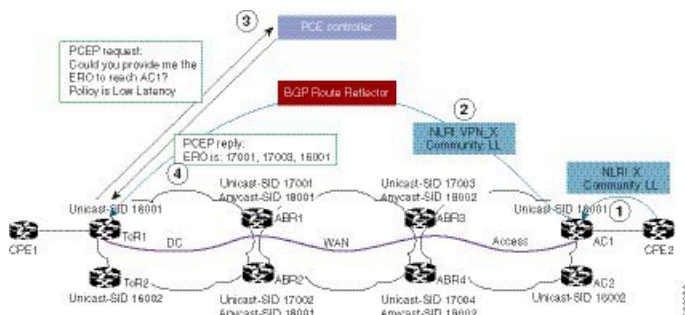 3
PCE controller
PCEP request:
Could you provide me the
ERO to reach AC1?
Policy is Low Latency
BGP Route Reflector
2
NLRI VPN_X
Community: LL
PCEP reply:
ERO is: 17001, 17003, 16001
4
NLRI X
Community: LL
1
Unicast-SID 16001
Unicast-SID 17001
Anycast-SID 18001
Unicast-SID 17003
Anycast-SID 18002
Unicast-SID 16001
CPE1
ToR1
ABR1
ABR3
AC1
CPE2
DC
WAN
Access
ToR2
ABR2
ABR4
AC2
Unicast-SID 16002
Unicast-SID 17002
Anycast-SID 18001
Unicast-SID 17004
Anycast-SID 18002
Unicast-SID 16002